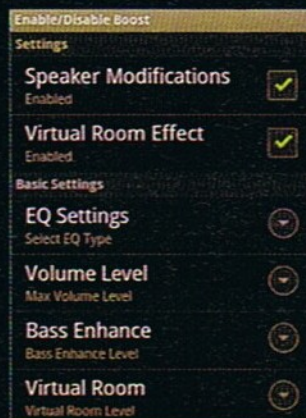 Enable/Disable Boost
Settings
Speaker Modifications
Enabled
Virtual Room Effect
Enabled
Basic Settings
EQ Settings
Select EQ Type
Volume Level
Max Volume Level
Bass Enhance
Bass Enhance Level
Virtual Room
Virtual Room Level